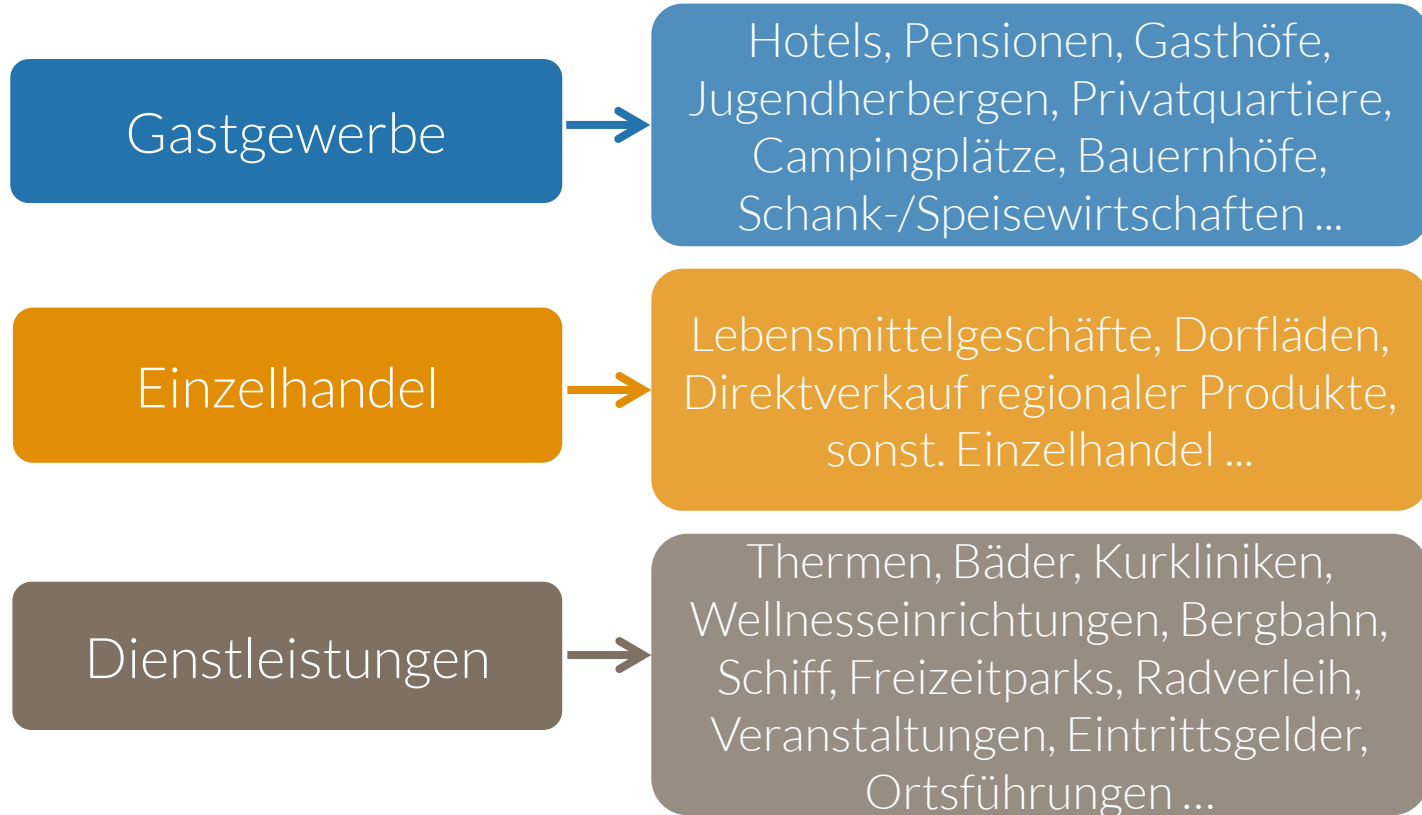 Gastgewerbe
Hotels, Pensionen, Gasthöfe,
Jugendherbergen, Privatquartiere,
Campingplätze, Bauernhöfe,
Schank-/Speisewirtschaften ...
Einzelhandel
Lebensmittelgeschäfte, Dorfläden,
Direktverkauf regionaler Produkte,
sonst. Einzelhandel ...
Dienstleistungen
Thermen, Bäder, Kurkliniken,
Wellnesseinrichtungen, Bergbahn,
Schiff, Freizeitparks, Radverleih,
Veranstaltungen, Eintrittsgelder,
Ortsführungen ...